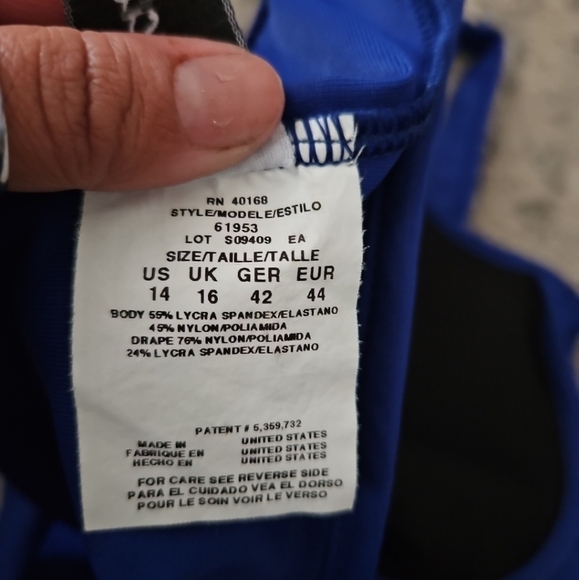 RN 40168
STYLE/MODELE/ESTILO
61953
LOT S09409 EA
SIZE/TAILLE/TALLE
US UK GER EUR
14 16 42 44
BODY 55% LYCRA SPANDEX/ELASTANO
45% NYLON/POLIAMIDA
DRAPE 76% NYLON/POLIAMIDA
24% LYCRA SPANDEX/ELASTANO
PATENT # 5,359,732
MADE IN UNITED STATES
FABRIQUE EN UNITED STATES
HECHO EN UNITED STATES
FOR CARE SEE REVERSE SIDE
PARA EL CUIDADO VEA EL DORSO
POUR LE SOIN VOIR LE VERSO